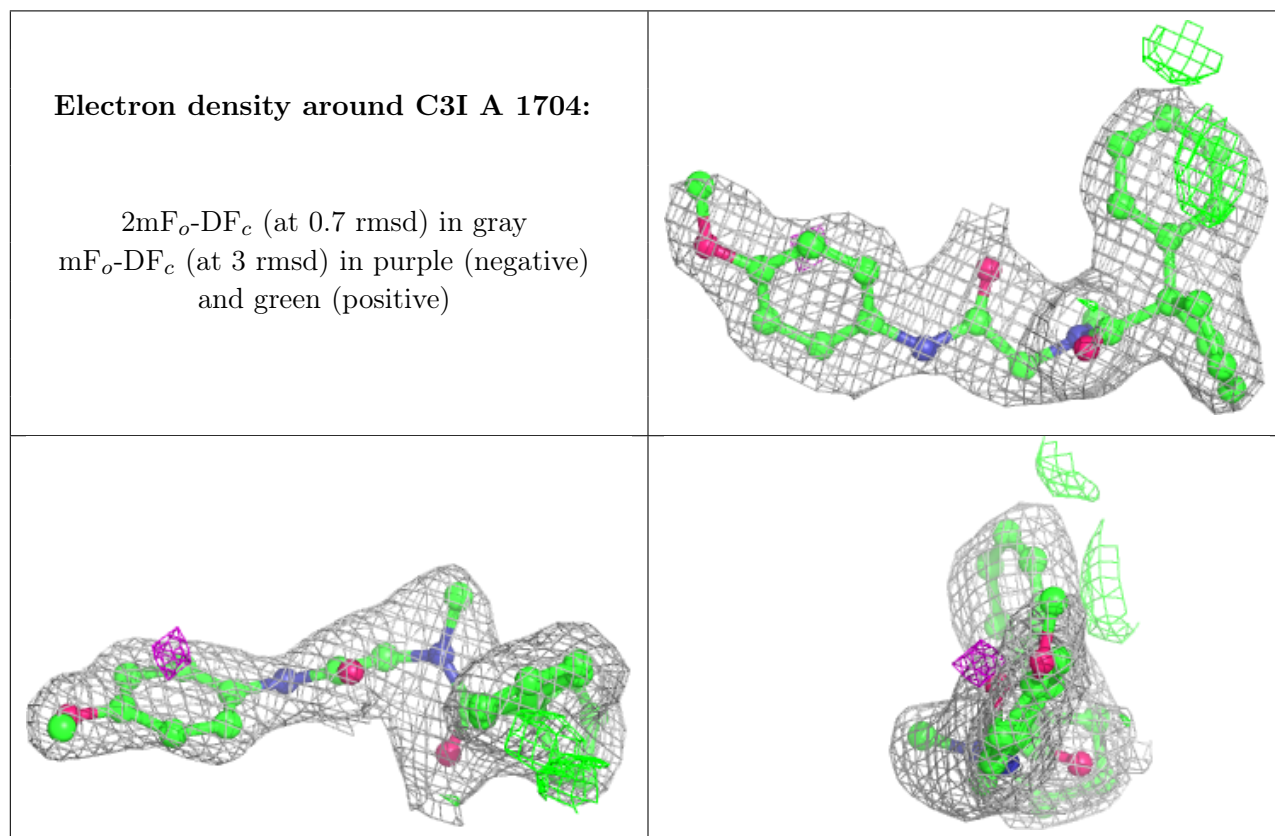 Electron density around C3I A 1704:
2mFo-DFc (at 0.7 rmsd) in gray
mFo-DFc (at 3 rmsd) in purple (negative)
and green (positive)